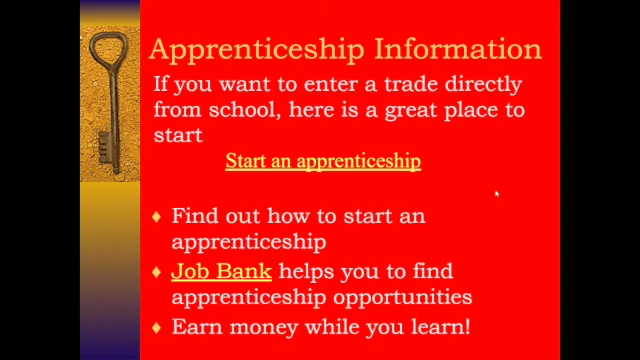 Apprenticeship Information
If you want to enter a trade directly
from school, here is a great place to
start
Start an apprenticeship
Find out how to start an
apprenticeship
Job Bank helps you to find
apprenticeship opportunities
Earn money while you learn!